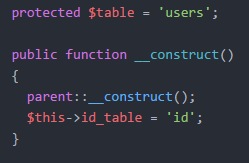 protected $table = 'users';
public function __construct()
{
parent::__construct();
$this->id_table = 'id';
}